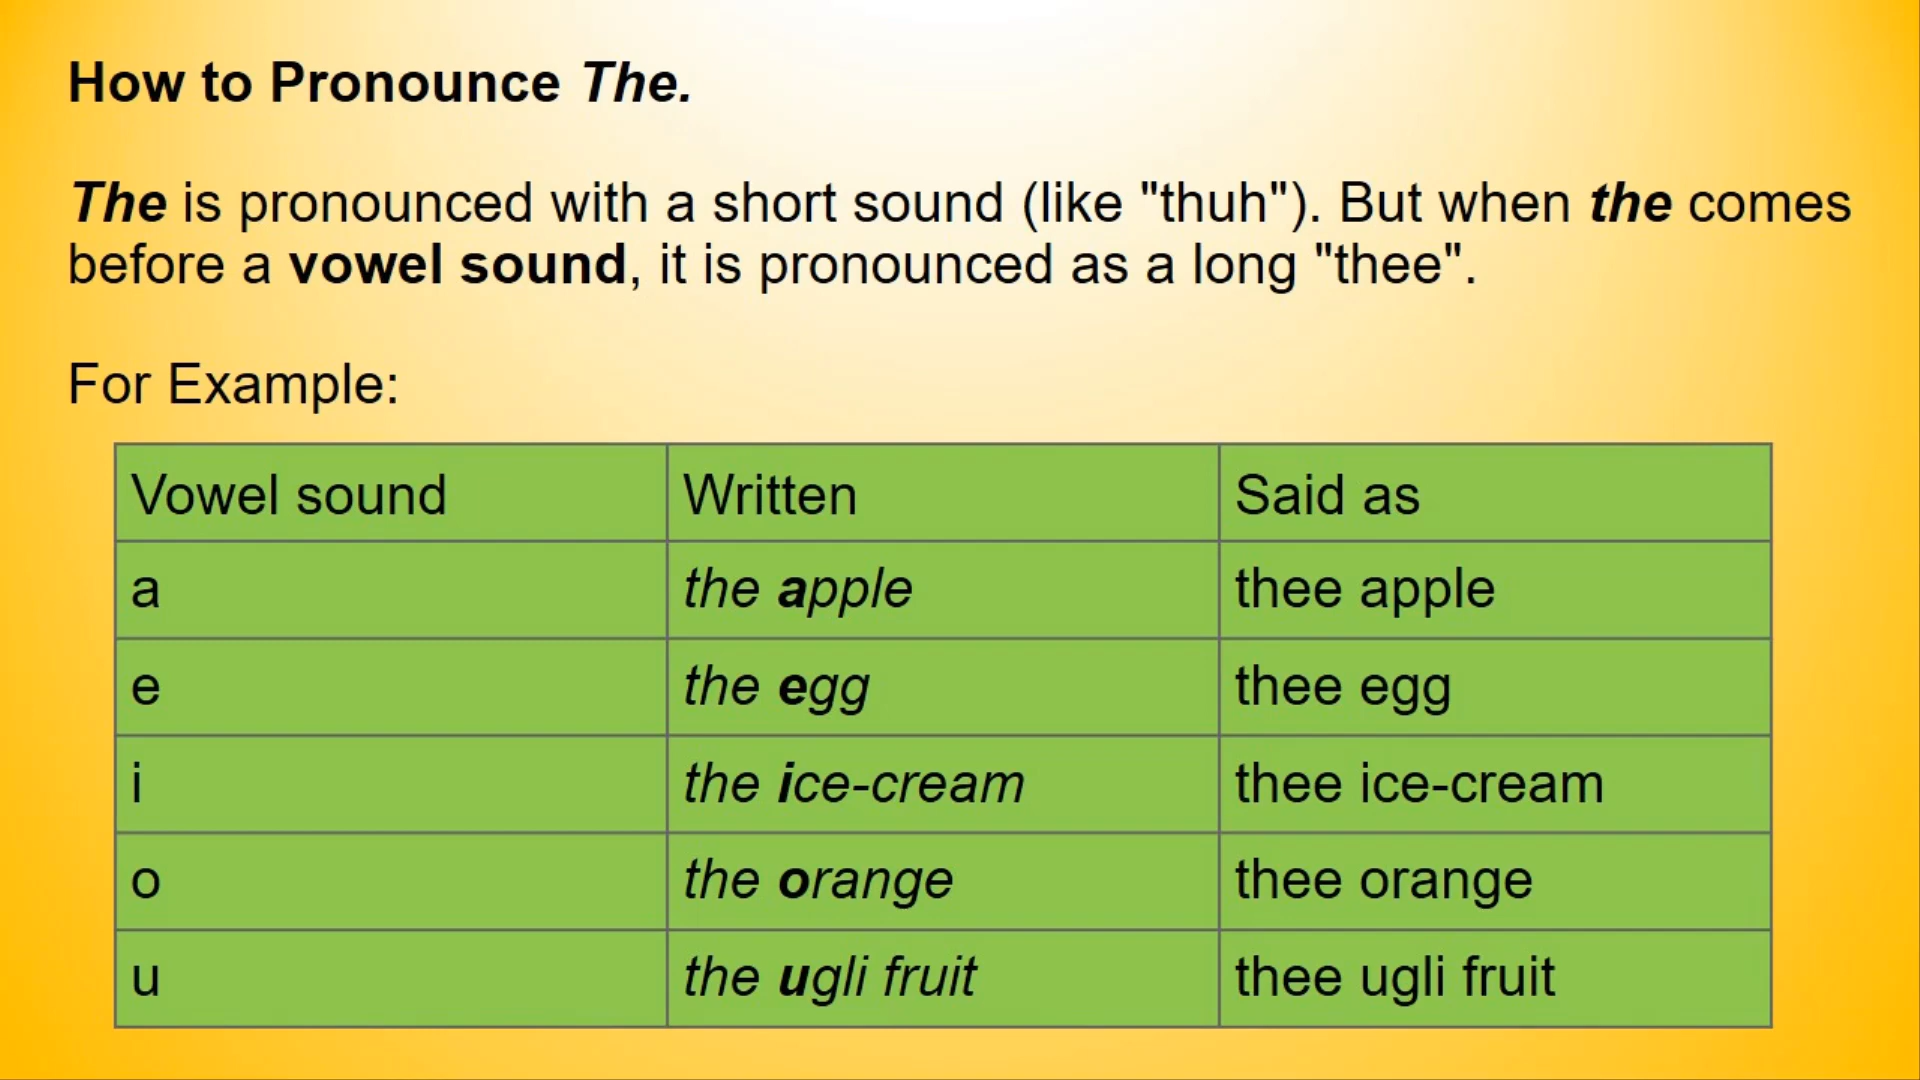 How to Pronounce The.
The is pronounced with a short sound (like "thuh"). But when the comes
before a vowel sound, it is pronounced as a long "thee".
For Example:
Vowel sound Written Said as
a the apple thee apple
e the egg thee egg
i the ice-cream thee ice-cream
o the orange thee orange
u the ugli fruit thee ugli fruit